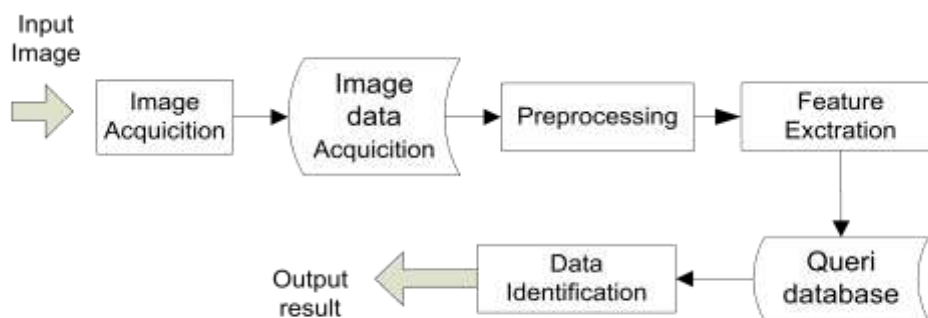 Input
Image
Image
Acquicition
Image
data
Acquicition
Preprocessing
Feature
Exctration
Queri
database
Data
Identification
Output
result